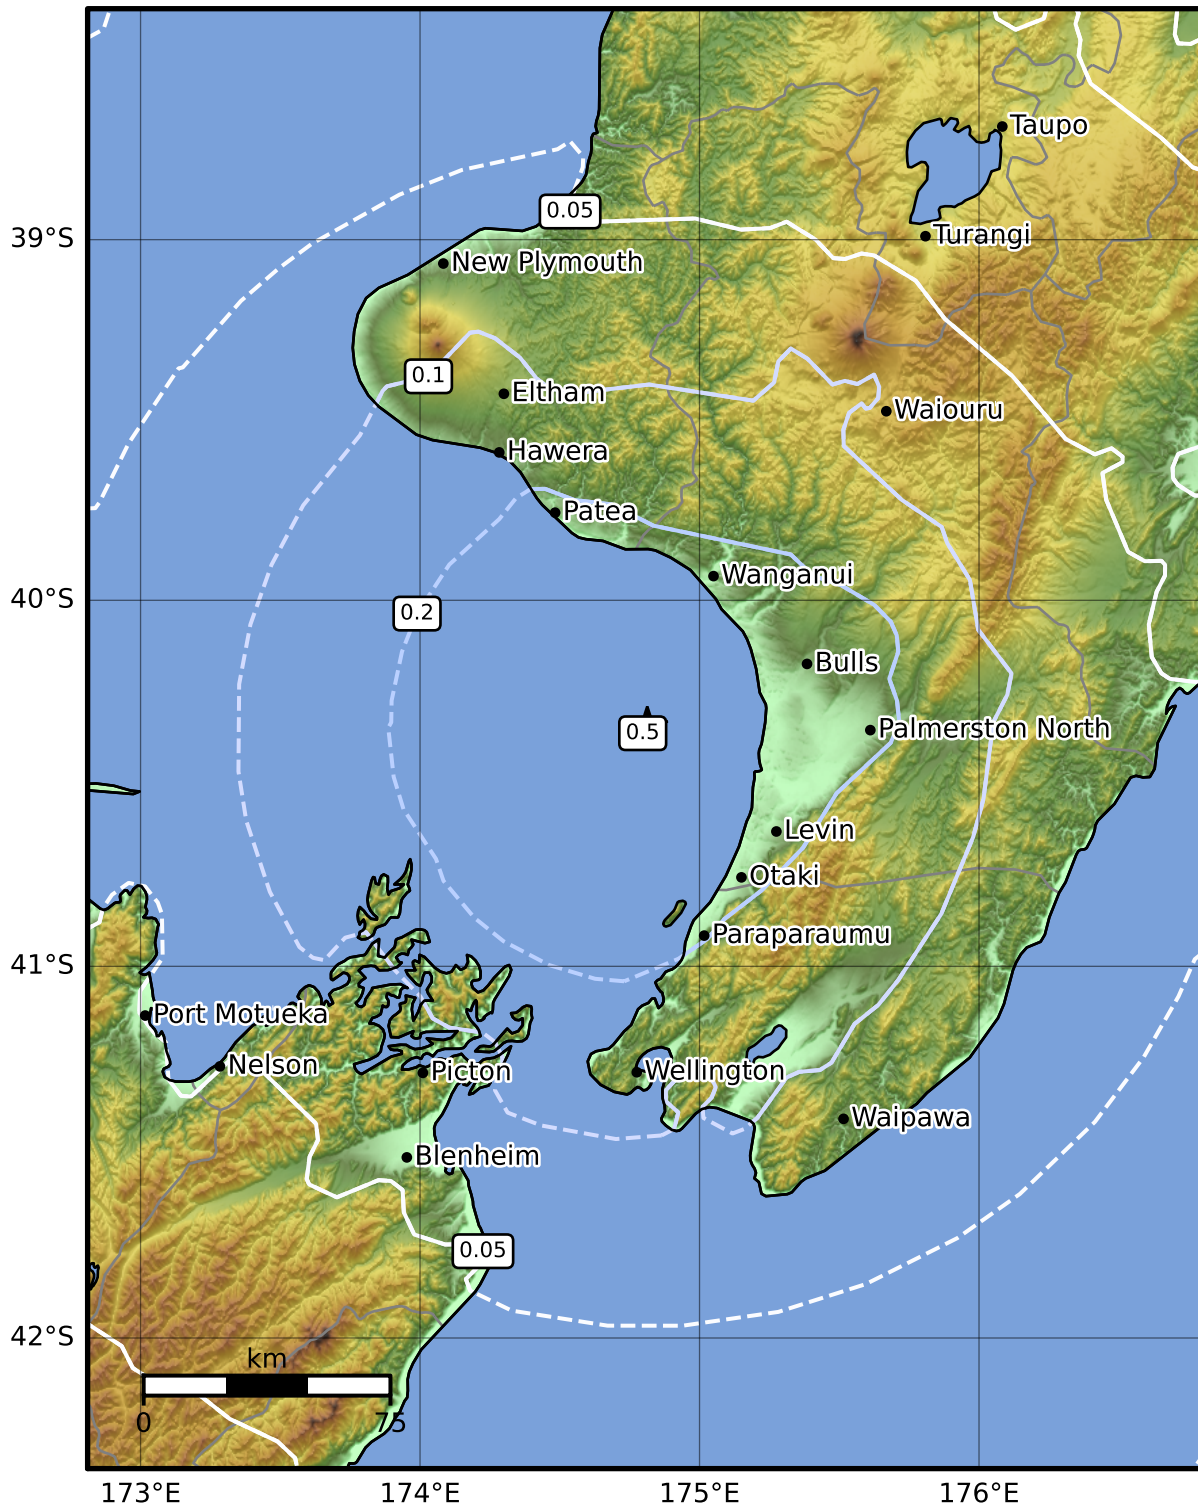 Taupo
0.05
39°S
Turangi
New Plymouth
0.1
Eltham
Waiouru
Hawera
Patea
Wanganui
40°S
0.2
Bulls
0.5
Palmerston North
Levin
Otaki
Paraparaumu
41°S
Port Motueka
Nelson
Picton
Wellington
Waipawa
Blenheim
0.05
42°S
km
0 75
173°E 174°E 175°E 176°E